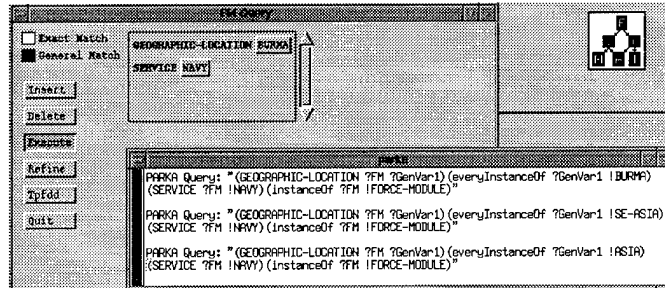 FM Query
Exact Match
General Match
GEOGRAPHIC-LOCATION BURMA
SERVICE NAVY
Insert
Delete
Execute
Refine
Tpfdd
Quit
F
parka
PARKA Query: "(GEOGRAPHIC-LOCATION ?FM ?GenVar1)(everyInstanceOf ?GenVar1 !BURMA)
(SERVICE ?FM !NAVY)(instanceOf ?FM !FORCE-MODULE)"
PARKA Query: "(GEOGRAPHIC-LOCATION ?FM ?GenVar1)(everyInstanceOf ?GenVar1 !SE-ASIA)
(SERVICE ?FM !NAVY)(instanceOf ?FM !FORCE-MODULE)"
PARKA Query: "(GEOGRAPHIC-LOCATION ?FM ?GenVar1)(everyInstanceOf ?GenVar1 !ASIA)
(SERVICE ?FM !NAVY)(instanceOf ?FM !FORCE-MODULE)"